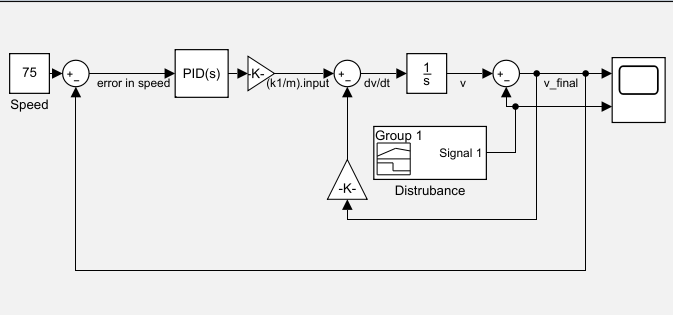 75
Speed
+
−
error in speed
PID(s)
-K-
(k1/m).input
+
−
dv/dt
1
s
v
+
−
v_final
Group 1
Signal 1
Distrubance
-K-